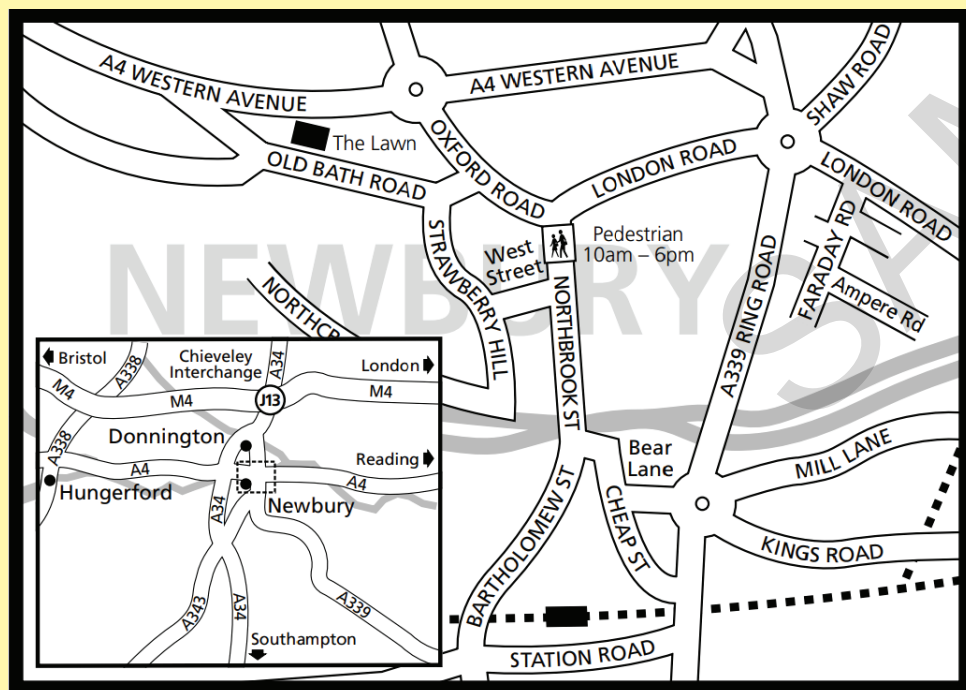 A4 WESTERN AVENUE
A4 WESTERN AVENUE
SHAW ROAD
The Lawn
OXFORD ROAD
LONDON ROAD
OLD BATH ROAD
LONDON ROAD
STRAWBERRY HILL
West
Street
Pedestrian
10am – 6pm
FARADAY RD
Ampere Rd
NEWBURY
NORTHBROOK ST
A339 RING ROAD
Bear
Lane
MILL LANE
BARTHOLOMEW ST
CHEAP ST
KINGS ROAD
STATION ROAD
Bristol
A338
Chieveley
Interchange
A34
London
M4
M4
J13
M4
Donnington
A338
A4
Reading
A4
Hungerford
A34
Newbury
A343
A34
A339
Southampton